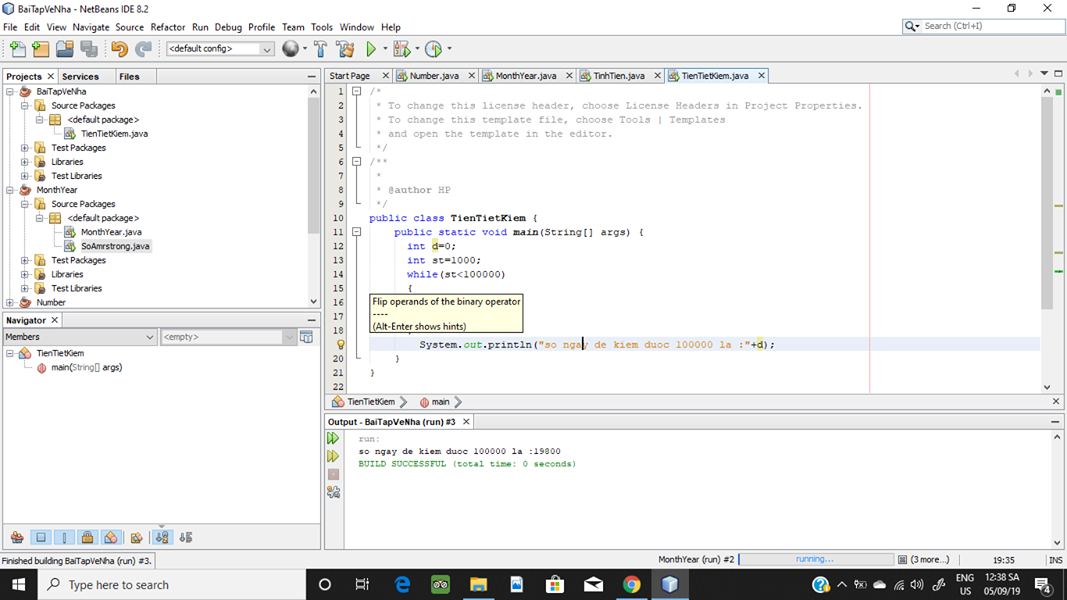 BaiTapVeNha - NetBeans IDE 8.2
File Edit View Navigate Source Refactor Run Debug Profile Team Tools Window Help
Search (Ctrl+I)
<default config>
Projects Services Files
BaiTapVeNha
Source Packages
<default package>
TienTietKiem.java
Test Packages
Libraries
Test Libraries
MonthYear
Source Packages
<default package>
MonthYear.java
SoAmrstrong.java
Test Packages
Libraries
Test Libraries
Number
Navigator
Members <empty>
TienTietKiem
main(String[] args)
Start Page Number.java MonthYear.java TinhTien.java TienTietKiem.java
1 /*
2 * To change this license header, choose License Headers in Project Properties.
3 * To change this template file, choose Tools | Templates
4 * and open the template in the editor.
5 */
6 /**
7 *
8 * @author HP
9 */
10 public class TienTietKiem {
11 public static void main(String[] args) {
12 int d=0;
13 int st=1000;
14 while(st<100000)
15 {
16
Flip operands of the binary operator
17
----
18
(Alt-Enter shows hints)
System.out.println("so ngay de kiem duoc 100000 la :"+d);
20 }
21 }
22
TienTietKiem main
Output - BaiTapVeNha (run) #3
run:
so ngay de kiem duoc 100000 la :19800
BUILD SUCCESSFUL (total time: 0 seconds)
Finished building BaiTapVeNha (run) #3.
MonthYear (run) #2 running... (3 more...) 19:35 INS
Type here to search
ENG US
12:38 SA
05/09/19
4